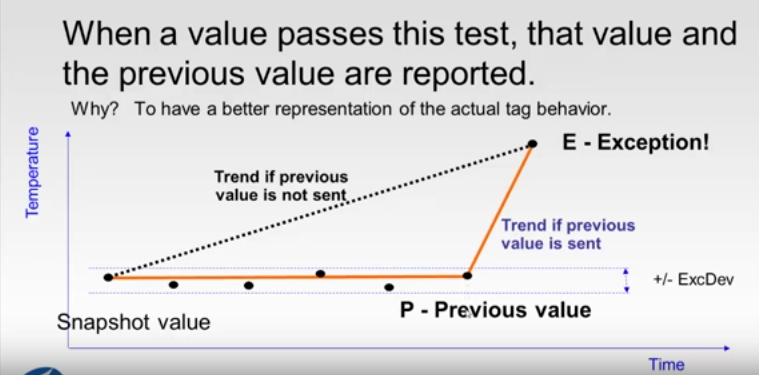 When a value passes this test, that value and
the previous value are reported.
Why? To have a better representation of the actual tag behavior.
Temperature
E - Exception!
Trend if previous
value is not sent
Trend if previous
value is sent
+/- ExcDev
P - Previous value
Snapshot value
Time